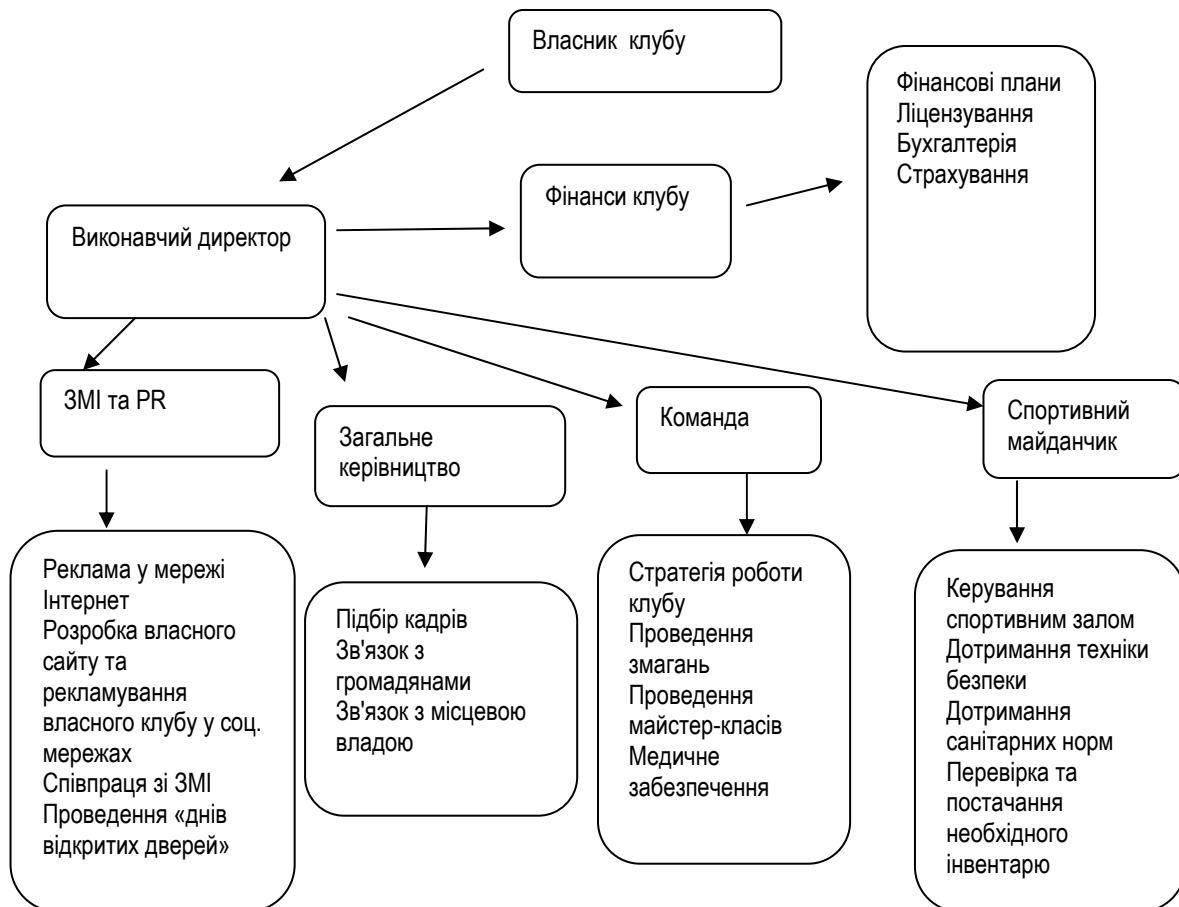 Власник клубу
Фінансові плани
Ліцензування
Бухгалтерія
Страхування
Фінанси клубу
Виконавчий директор
ЗМІ та PR
Загальне
керівництво
Команда
Спортивний
майданчик
Реклама у мережі
Інтернет
Розробка власного
сайту та
рекламування
власного клубу у соц.
мережах
Співпраця зі ЗМІ
Проведення «днів
відкритих дверей»
Підбір кадрів
Зв'язок з
громадянами
Зв'язок з місцевою
владою
Стратегія роботи
клубу
Проведення
змагань
Проведення
майстер-класів
Медичне
забезпечення
Керування
спортивним залом
Дотримання техніки
безпеки
Дотримання
санітарних норм
Перевірка та
постачання
необхідного
інвентарю